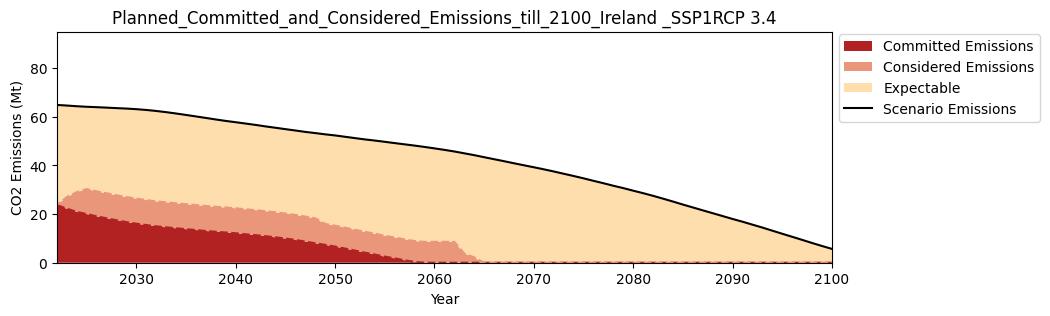 Planned_Committed_and_Considered_Emissions_till_2100_Ireland _SSP1RCP 3.4
Committed Emissions
Considered Emissions
Expectable
Scenario Emissions
CO2 Emissions (Mt)
80
60
40
20
0
2030 2040 2050 2060 2070 2080 2090 2100
Year